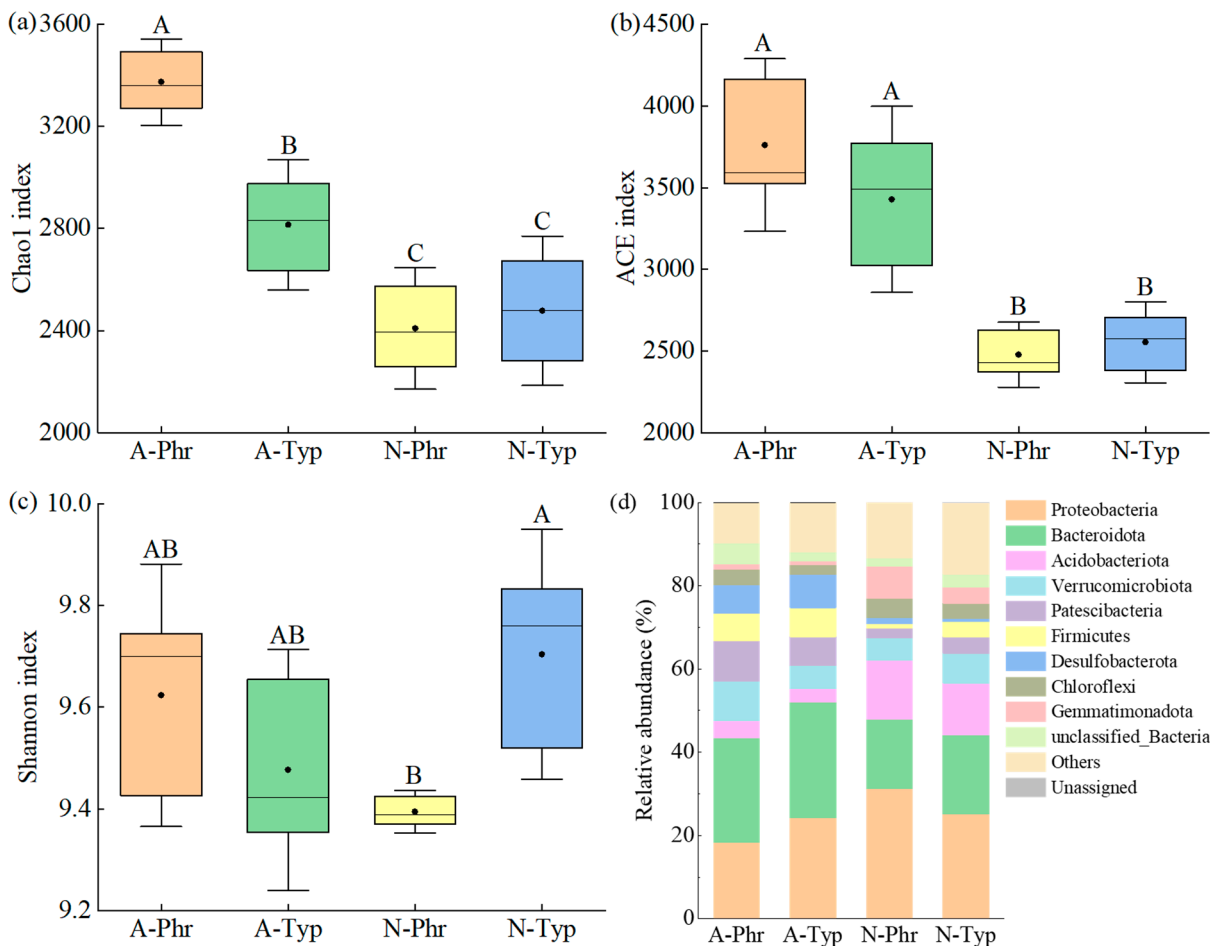 (a)
3600
3200
2800
2400
2000
Chao1 index
A
B
C
C
A-Phr A-Typ N-Phr N-Typ
(b)
4500
4000
3500
3000
2500
2000
ACE index
A
A
B
B
A-Phr A-Typ N-Phr N-Typ
(c)
10.0
9.8
9.6
9.4
9.2
Shannon index
AB
AB
B
A
A-Phr A-Typ N-Phr N-Typ
(d)
100
80
60
40
20
0
Relative abundance (%)
A-Phr A-Typ N-Phr N-Typ
Proteobacteria
Bacteroidota
Acidobacteriota
Verrucomicrobiota
Patescibacteria
Firmicutes
Desulfobacterota
Chloroflexi
Gemmatimonadota
unclassified_Bacteria
Others
Unassigned